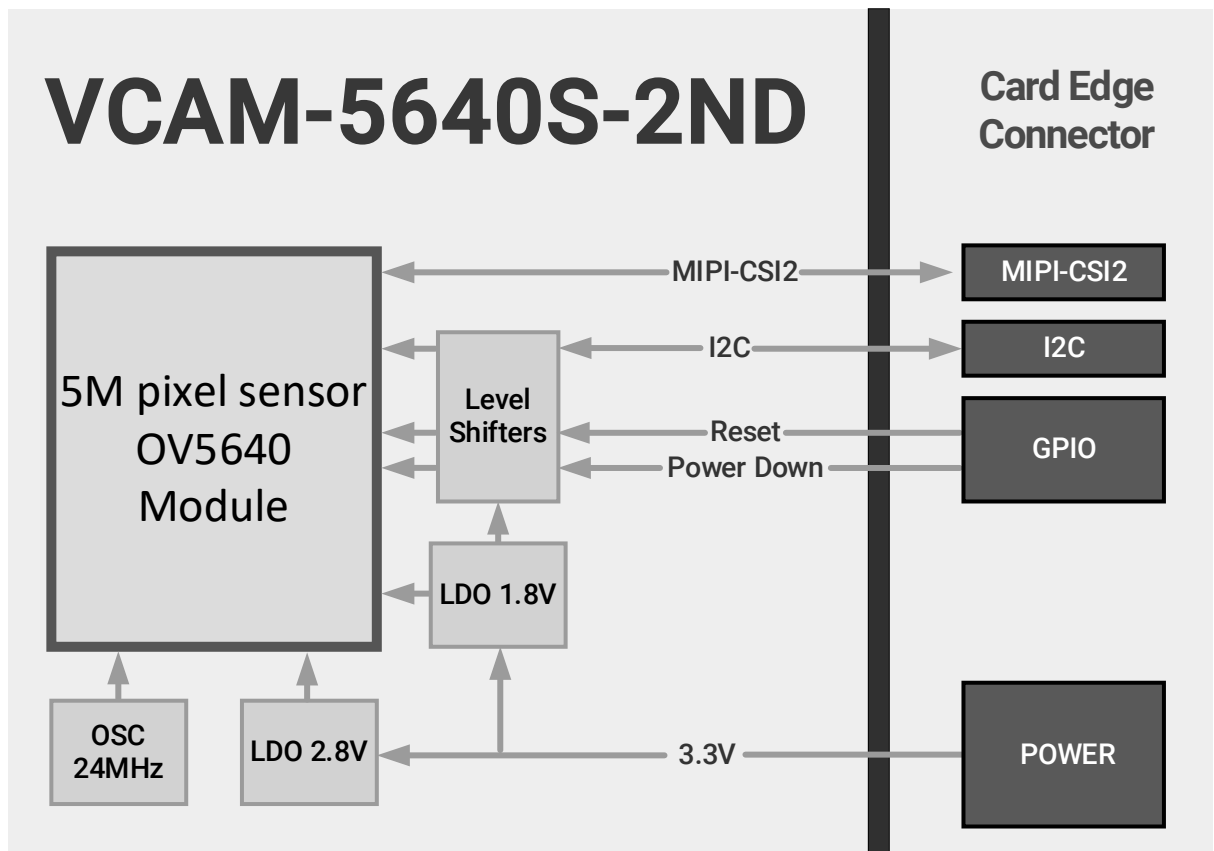 VCAM-5640S-2ND
Card Edge
Connector
MIPI-CSI2
MIPI-CSI2
I2C
I2C
5M pixel sensor
OV5640
Module
Level
Shifters
Reset
Power Down
GPIO
LDO 1.8V
OSC
24MHz
LDO 2.8V
3.3V
POWER